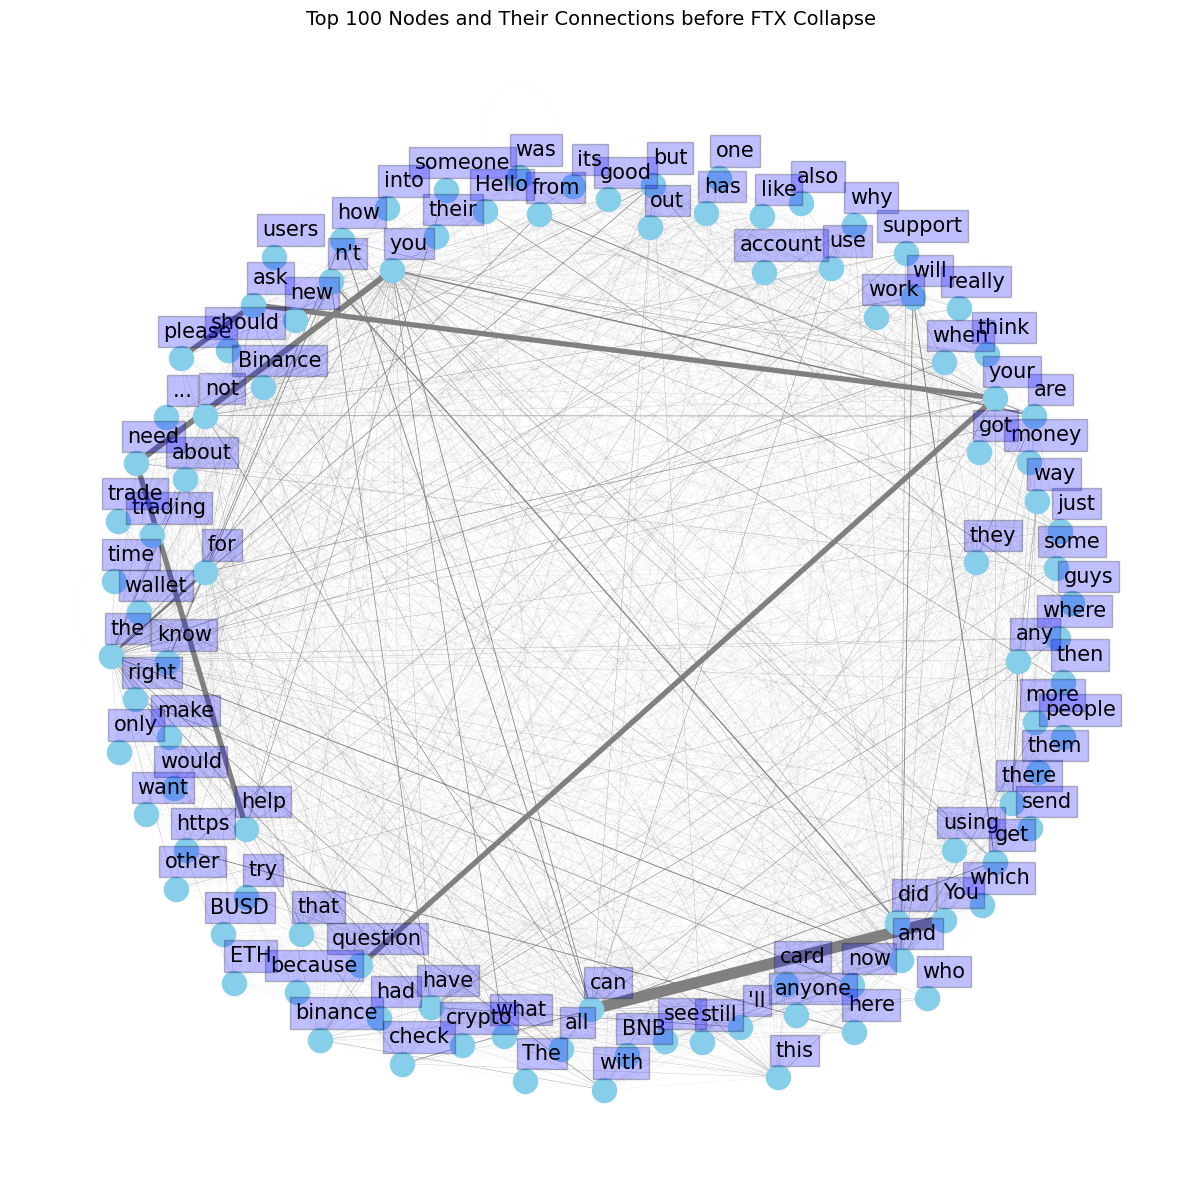 Top 100 Nodes and Their Connections before FTX Collapse
was
someone
its
but
one
good
into
Hello
from
has
like
also
their
out
why
how
users
n't
you
account
use
support
ask
new
will
work
really
please
should
when
think
Binance
your
...
not
are
need
about
got
money
trade
trading
way
just
for
they
some
time
wallet
guys
the
know
any
where
right
then
only
make
more
people
would
them
want
help
there
send
https
using
get
other
try
which
BUSD
that
did
You
question
and
ETH
because
card
now
who
had
have
can
anyone
binance
crypto
what
all
BNB
see
still
'll
here
check
The
with
this